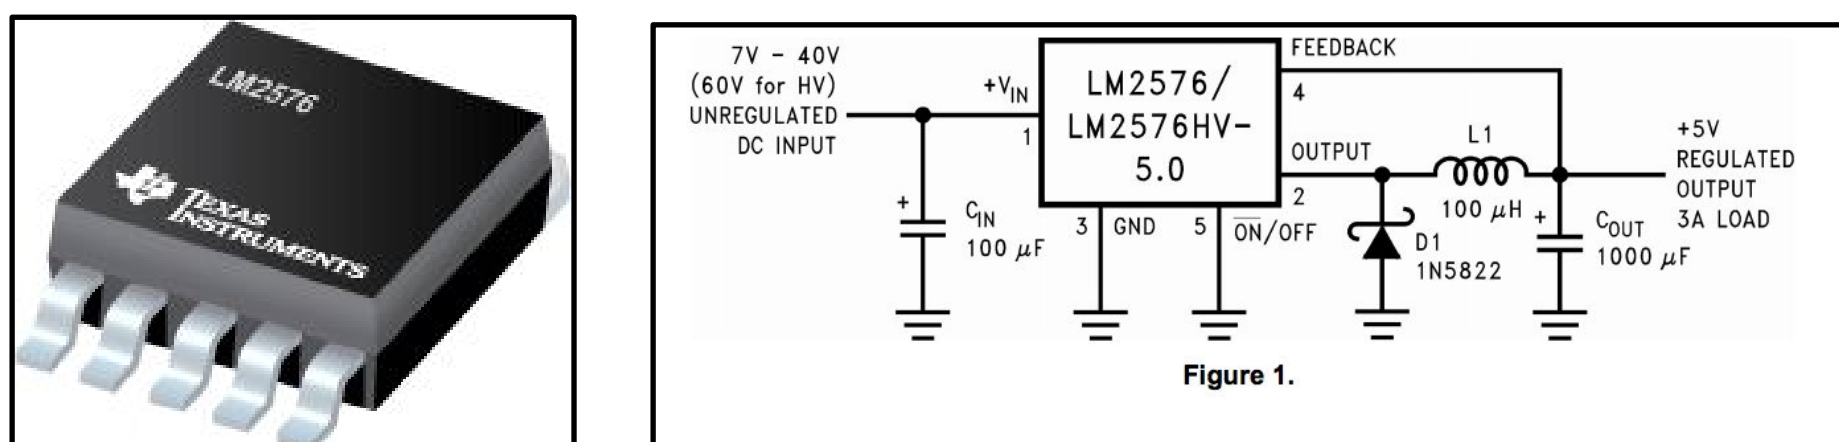 LM2576
TEXAS
INSTRUMENTS
7V - 40V
(60V for HV)
UNREGULATED
DC INPUT
+VIN
1
CIN
100 μF
+
LM2576/
LM2576HV-
5.0
3
GND
5
ON/OFF
FEEDBACK
4
OUTPUT
2
L1
100 μH
D1
1N5822
+
COUT
1000 μF
+5V
REGULATED
OUTPUT
3A LOAD
Figure 1.